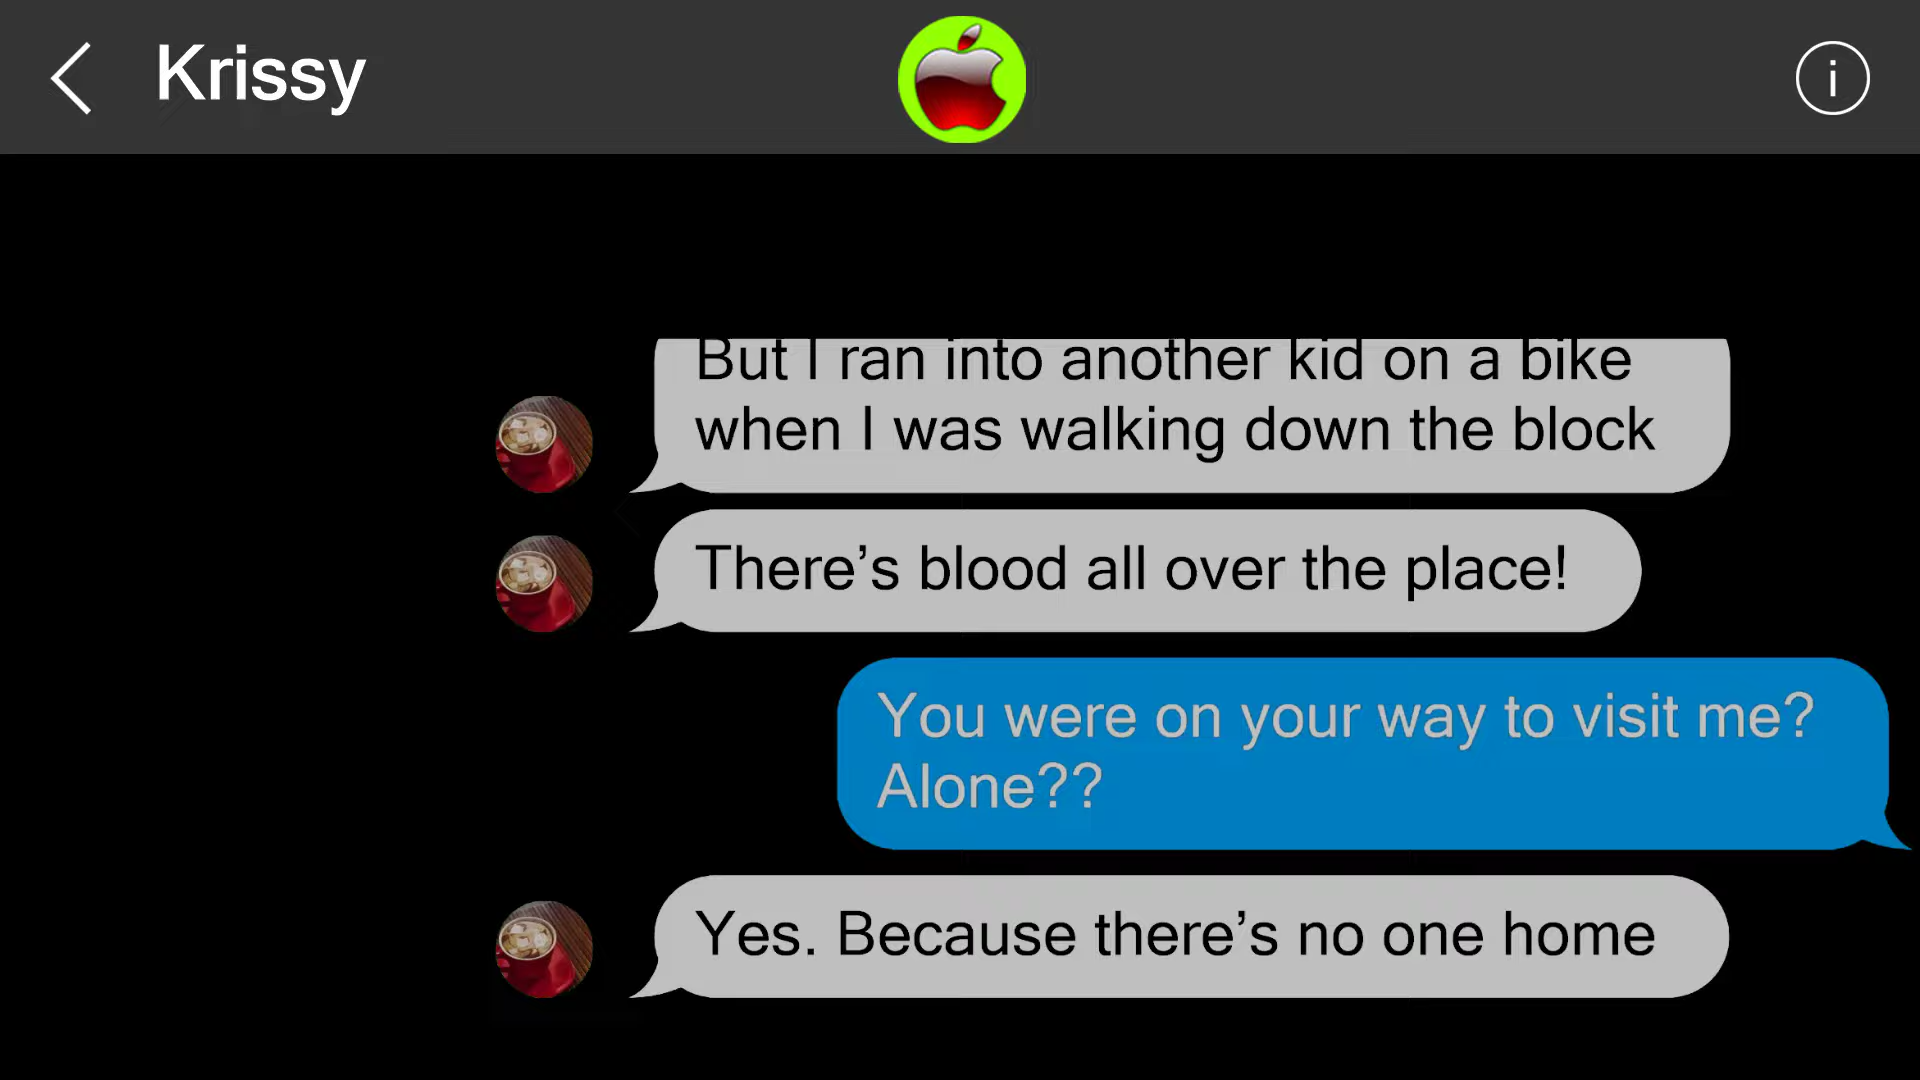 Krissy
i
But I ran into another kid on a bike
when I was walking down the block
There’s blood all over the place!
You were on your way to visit me?
Alone??
Yes. Because there’s no one home